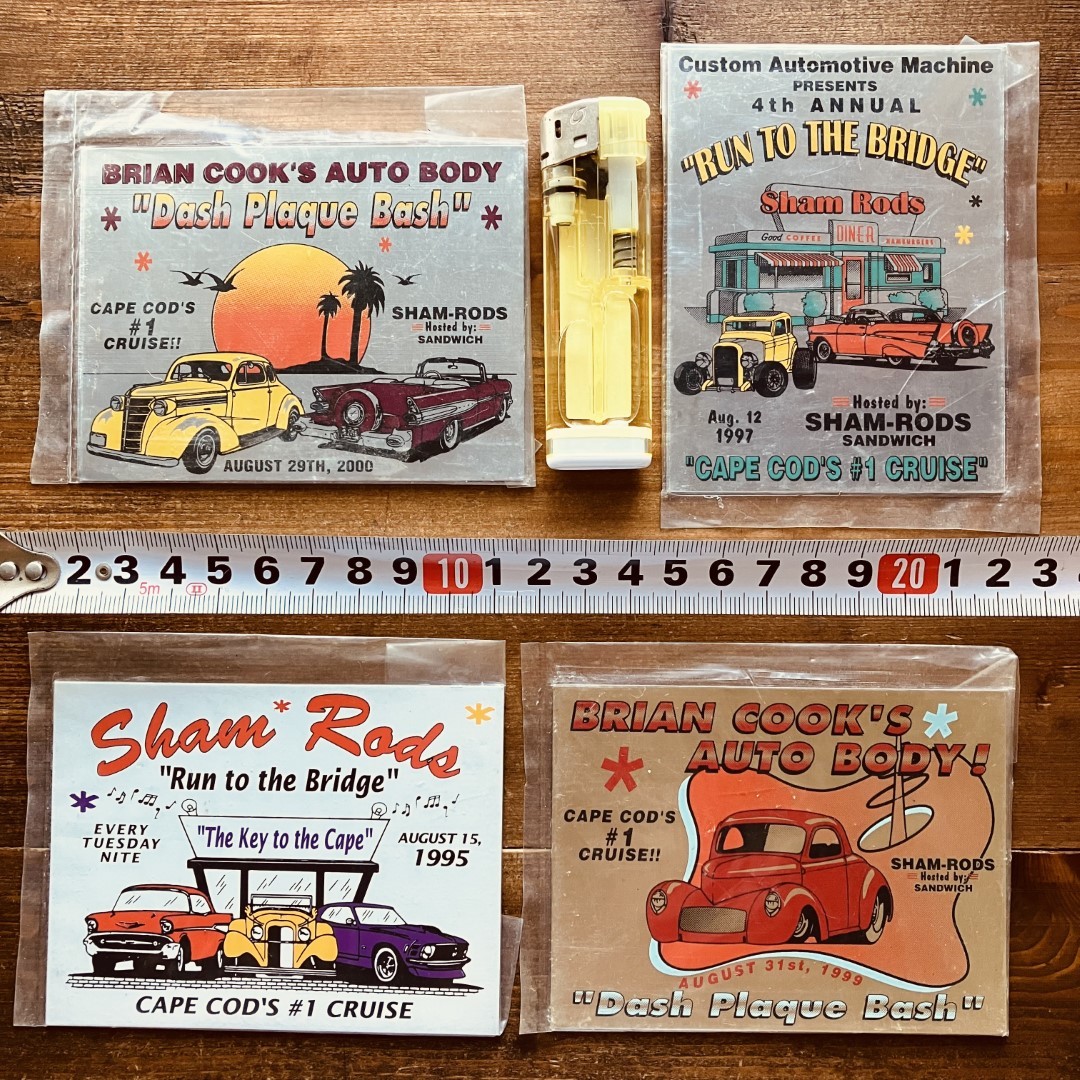 BRIAN COOK'S AUTO BODY
"Dash Plaque Bash"
CAPE COD'S
#1
CRUISE!!
SHAM-RODS
Hosted by:
SANDWICH
AUGUST 29TH, 2000
Custom Automotive Machine
PRESENTS
4th ANNUAL
"RUN TO THE BRIDGE"
Sham Rods
Good COFFEE DINER HAMBURGERS
Aug. 12
1997
Hosted by:
SHAM-RODS
SANDWICH
"CAPE COD'S #1 CRUISE"
2 3 4 5 6 7 8 9 10 1 2 3 4 5 6 7 8 9 20 1 2 3
5m II
Sham Rods
"Run to the Bridge"
EVERY
TUESDAY
NITE
"The Key to the Cape"
AUGUST 15,
1995
CAPE COD'S #1 CRUISE
BRIAN COOK'S
AUTO BODY!
CAPE COD'S
#1
CRUISE!!
SHAM-RODS
Hosted by:
SANDWICH
AUGUST 31st, 1999
"Dash Plaque Bash"